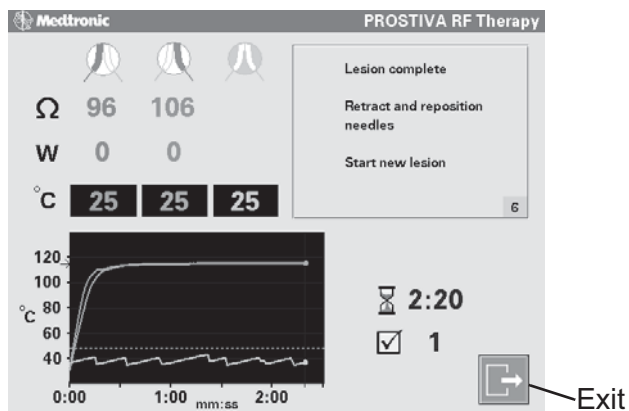 Medtronic PROSTIVA RF Therapy
Lesion complete
Retract and reposition
needles
Start new lesion
6
Ω 96 106
W 0 0
°C 25 25 25
120
100
80
60
40
°C
0:00 1:00 mm:ss 2:00
2:20
1
Exit